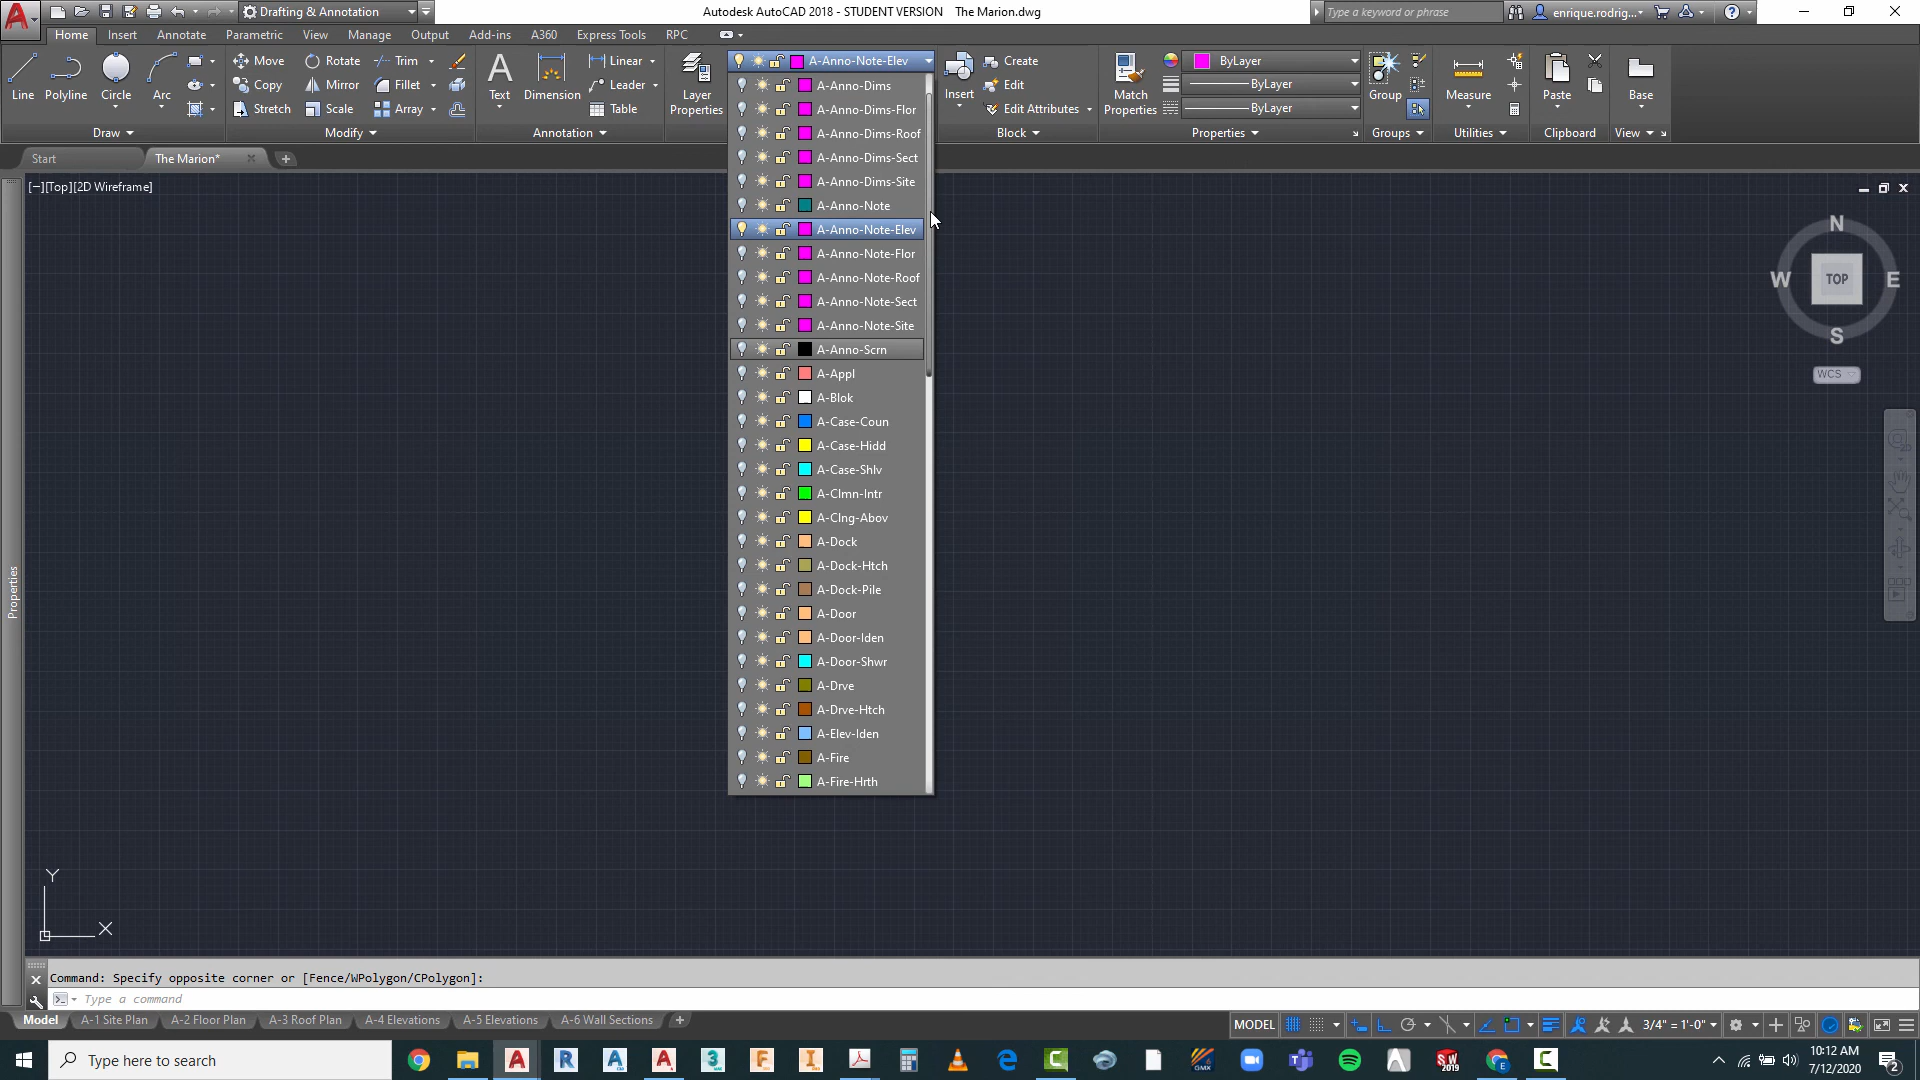 Drafting & Annotation
Autodesk AutoCAD 2018 - STUDENT VERSION The Marion.dwg
Type a keyword or phrase
enrique.rodrig...
Home Insert Annotate Parametric View Manage Output Add-ins A360 Express Tools RPC
Line
Polyline
Circle
Arc
Draw
Move
Rotate
Trim
Copy
Mirror
Fillet
Stretch
Scale
Array
Modify
Text
Dimension
Linear
Leader
Table
Annotation
Layer
Properties
A-Anno-Note-Elev
Insert
Create
Edit
Edit Attributes
Block
Match
Properties
ByLayer
ByLayer
ByLayer
Properties
Group
Groups
Measure
Utilities
Paste
Clipboard
Base
View
Start
The Marion*
[−][Top][2D Wireframe]
A-Anno-Dims
A-Anno-Dims-Flor
A-Anno-Dims-Roof
A-Anno-Dims-Sect
A-Anno-Dims-Site
A-Anno-Note
A-Anno-Note-Elev
A-Anno-Note-Flor
A-Anno-Note-Roof
A-Anno-Note-Sect
A-Anno-Note-Site
A-Anno-Scrn
A-Appl
A-Blok
A-Case-Coun
A-Case-Hidd
A-Case-Shlv
A-Clmn-Intr
A-Clng-Abov
A-Dock
A-Dock-Htch
A-Dock-Pile
A-Door
A-Door-Iden
A-Door-Shwr
A-Drve
A-Drve-Htch
A-Elev-Iden
A-Fire
A-Fire-Hrth
N
W TOP E
S
WCS
Properties
Y
X
Command: Specify opposite corner or [Fence/WPolygon/CPolygon]:
Type a command
Model A-1 Site Plan A-2 Floor Plan A-3 Roof Plan A-4 Elevations A-5 Elevations A-6 Wall Sections
MODEL
3/4" = 1'-0"
Type here to search
10:12 AM
7/12/2020
2